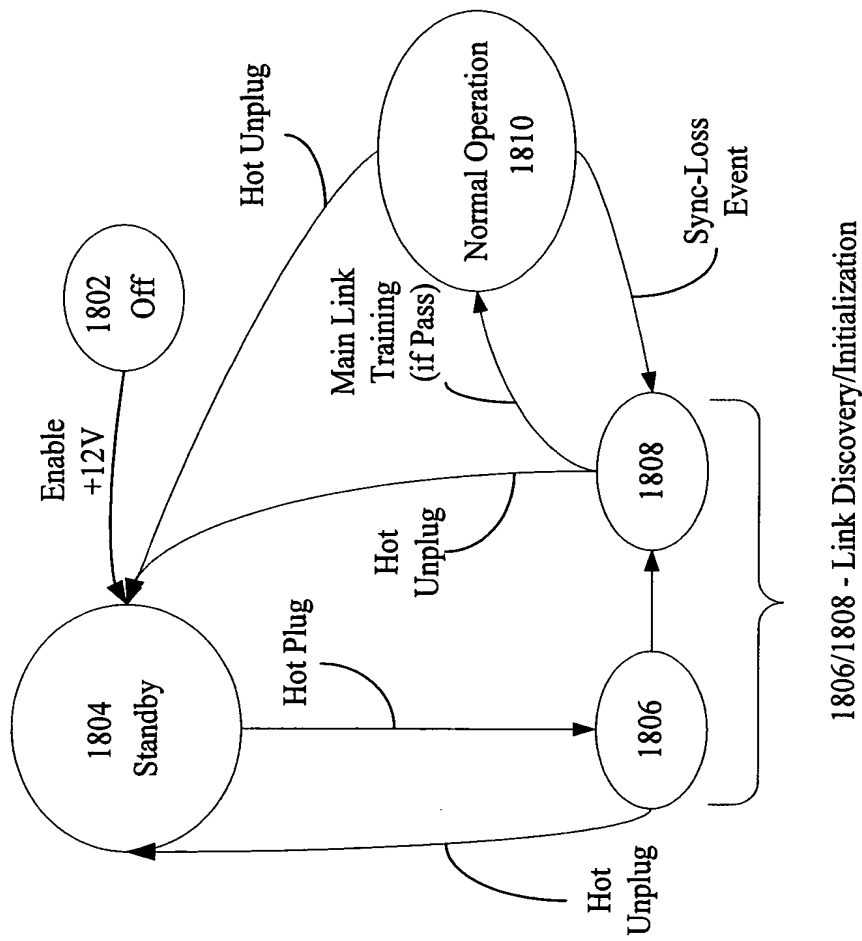 1804
Standby
Enable
+12V
1802
Off
Hot Unplug
Hot Plug
Hot
Unplug
Main Link
Training
(if Pass)
Normal Operation
1810
Hot
Unplug
1806
1808
Sync-Loss
Event
1806/1808 - Link Discovery/Initialization